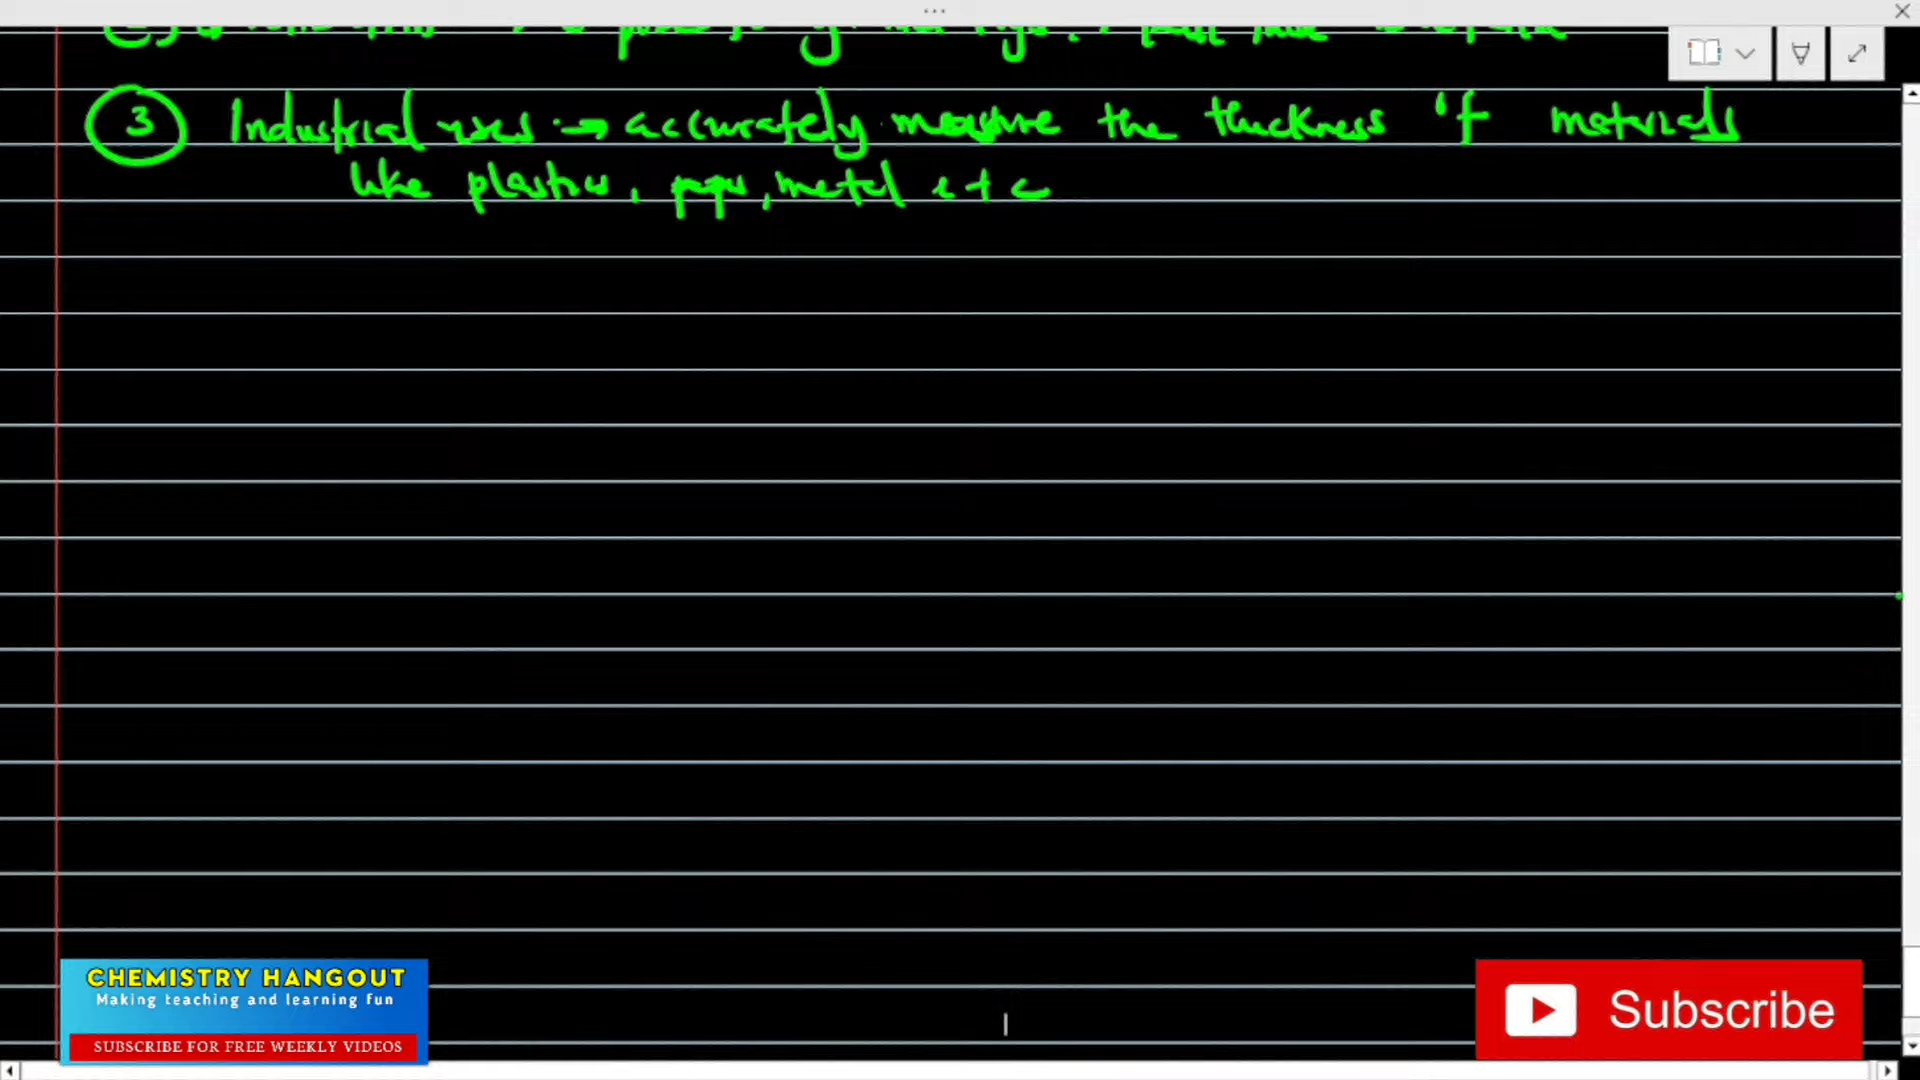 3 Industrial uses → accurately measure the thickness of materials
like plastics, paper, metal etc
CHEMISTRY HANGOUT
Making teaching and learning fun
SUBSCRIBE FOR FREE WEEKLY VIDEOS
Subscribe